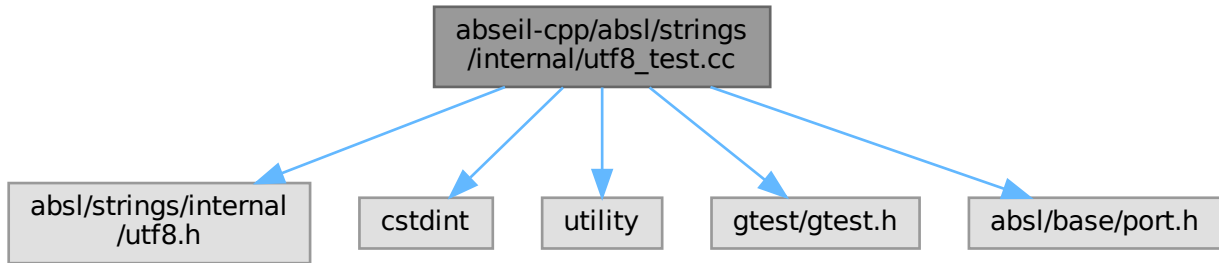 abseil-cpp/absl/strings
/internal/utf8_test.cc
absl/strings/internal
/utf8.h
cstdint
utility
gtest/gtest.h
absl/base/port.h